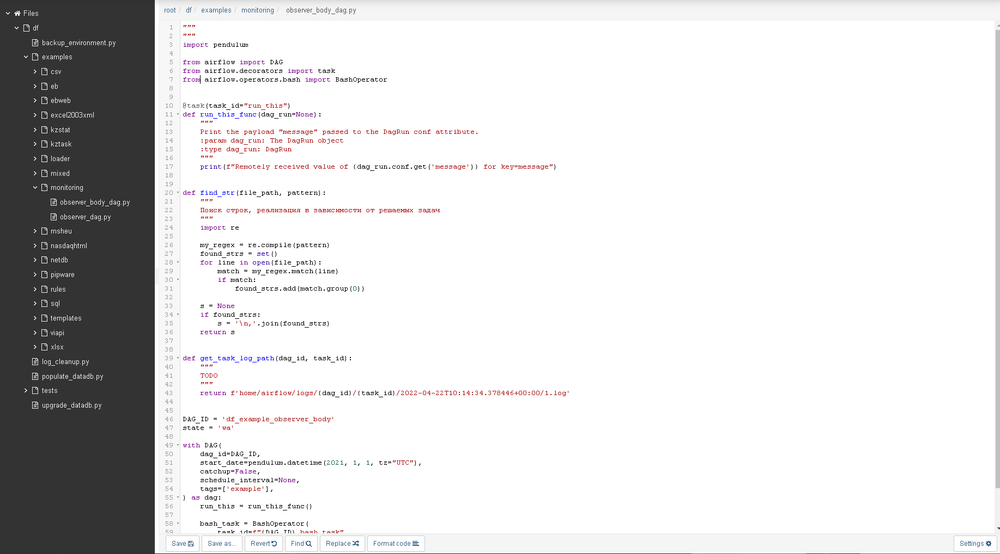 Files
df
backup_environment.py
examples
csv
eb
ebweb
excel2003xml
kzstat
kztask
loader
mixed
monitoring
observer_body_dag.py
observer_dag.py
msheu
nasdaqhtml
netdb
pipware
rules
sql
templates
viapi
xlsx
log_cleanup.py
populate_datadb.py
tests
upgrade_datadb.py
root / df / examples / monitoring / observer_body_dag.py
1 """
2 """
3 import pendulum
4
5 from airflow import DAG
6 from airflow.decorators import task
7 from airflow.operators.bash import BashOperator
8
9
10 @task(task_id="run_this")
11 def run_this_func(dag_run=None):
12 """
13 Print the payload "message" passed to the DagRun conf attribute.
14 :param dag_run: The DagRun object
15 :type dag_run: DagRun
16 """
17 print(f"Remotely received value of {dag_run.conf.get('message')} for key=message")
18
19
20 def find_str(file_path, pattern):
21 """
22 Поиск строк, реализация в зависимости от решаемых задач
23 """
24 import re
25
26 my_regex = re.compile(pattern)
27 found_strs = set()
28 for line in open(file_path):
29 match = my_regex.match(line)
30 if match:
31 found_strs.add(match.group(0))
32
33 s = None
34 if found_strs:
35 s = '\n,'.join(found_strs)
36 return s
37
38
39 def get_task_log_path(dag_id, task_id):
40 """
41 TODO
42 """
43 return f'home/airflow/logs/{dag_id}/{task_id}/2022-04-22T10:14:34.378446+00:00/1.log'
44
45
46 DAG_ID = 'df_example_observer_body'
47 state = 'wa'
48
49 with DAG(
50 dag_id=DAG_ID,
51 start_date=pendulum.datetime(2021, 1, 1, tz="UTC"),
52 catchup=False,
53 schedule_interval=None,
54 tags=['example'],
55 ) as dag:
56 run_this = run_this_func()
57
58 bash_task = BashOperator(
59 task_id=f"{DAG_ID}_bash_task"
Save Save as... Revert Find Replace Format code Settings